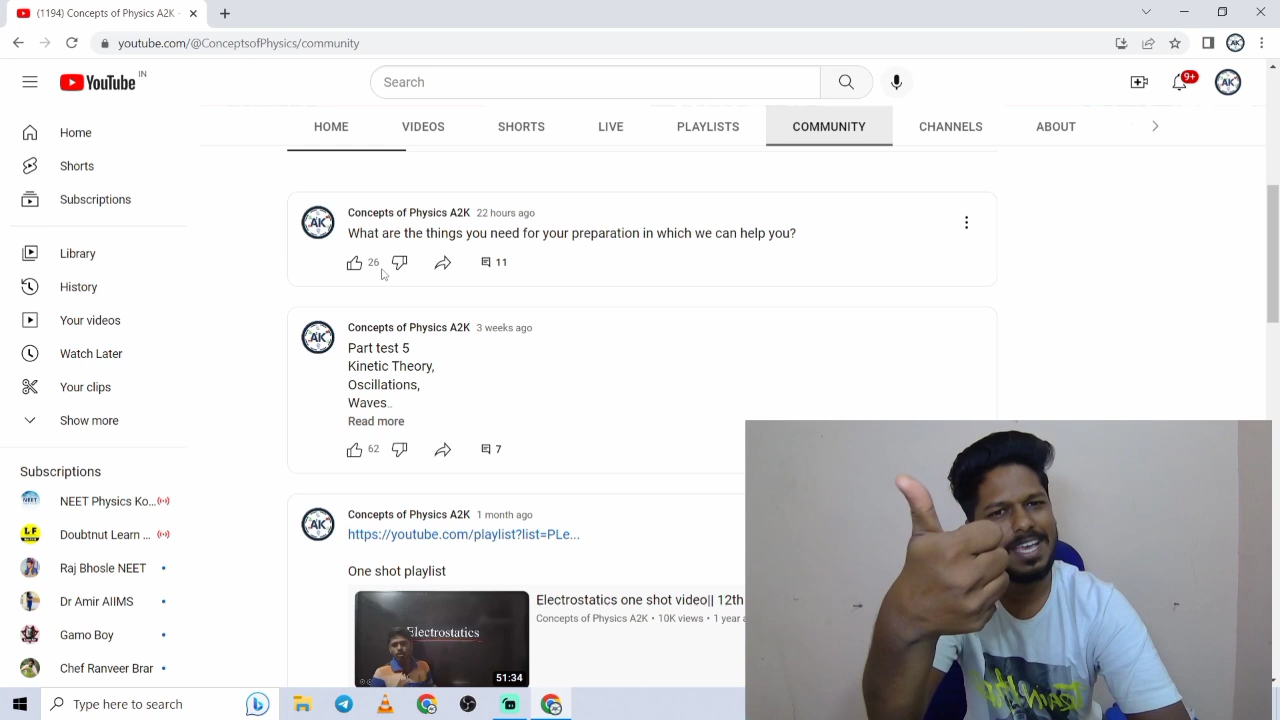 (1194) Concepts of Physics A2K -
youtube.com/@ConceptsofPhysics/community
YouTube IN
Search
9+
AK
HOME VIDEOS SHORTS LIVE PLAYLISTS COMMUNITY CHANNELS ABOUT
Home
Shorts
Subscriptions
Library
History
Your videos
Watch Later
Your clips
Show more
Subscriptions
NEET Physics Ko...
Doubtnut Learn ...
Raj Bhosle NEET
Dr Amir AIIMS
Gamo Boy
Chef Ranveer Brar
AK
Concepts of Physics A2K 22 hours ago
What are the things you need for your preparation in which we can help you?
26 11
AK
Concepts of Physics A2K 3 weeks ago
Part test 5
Kinetic Theory,
Oscillations,
Waves..
Read more
62 7
AK
Concepts of Physics A2K 1 month ago
https://youtube.com/playlist?list=PLe...
One shot playlist
Electrostatics
51:34
Electrostatics one shot video|| 12th
Concepts of Physics A2K • 10K views • 1 year a
Type here to search